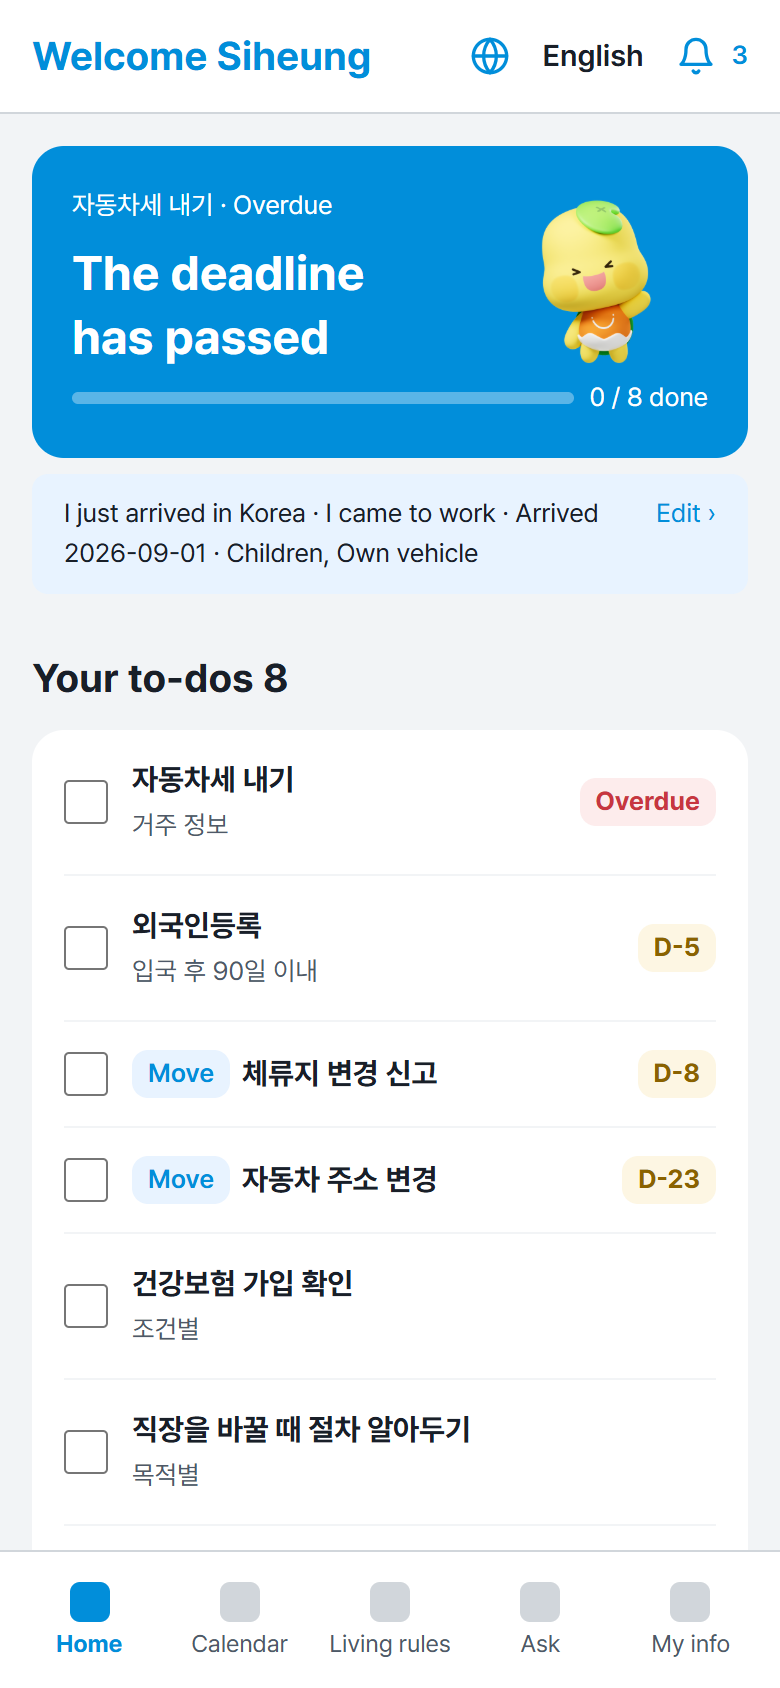 Welcome Siheung
English
3
자동차세 내기 · Overdue
The deadline
has passed
0 / 8 done
I just arrived in Korea · I came to work · Arrived
2026-09-01 · Children, Own vehicle
Edit ›
Your to-dos 8
자동차세 내기
거주 정보
Overdue
외국인등록
입국 후 90일 이내
D-5
Move 체류지 변경 신고
D-8
Move 자동차 주소 변경
D-23
건강보험 가입 확인
조건별
직장을 바꿀 때 절차 알아두기
목적별
Home
Calendar
Living rules
Ask
My info